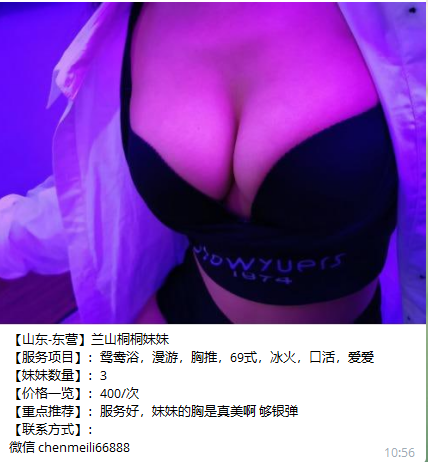 【山东-东营】兰山桐桐妹妹
【服务项目】：鸳鸯浴，漫游，胸推，69式，冰火，口活，爱爱
【妹妹数量】：3
【价格一览】：400/次
【重点推荐】：服务好，妹妹的胸是真美啊 够银弹
【联系方式】：
微信 chenmeili66888
10:56